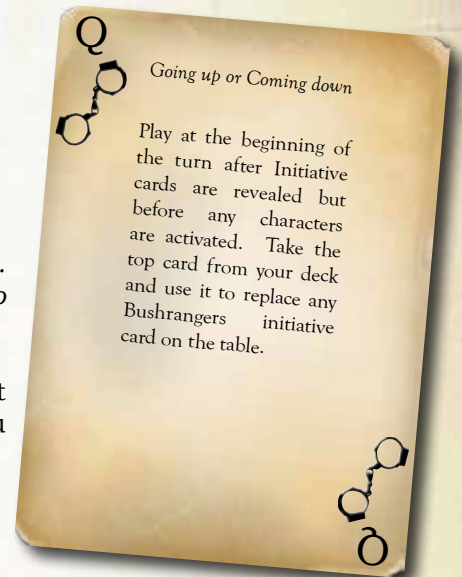 Q
Going up or Coming down
Play at the beginning of
the turn after Initiative
cards are revealed but
before any characters
are activated. Take the
top card from your deck
and use it to replace any
Bushrangers initiative
card on the table.
Q